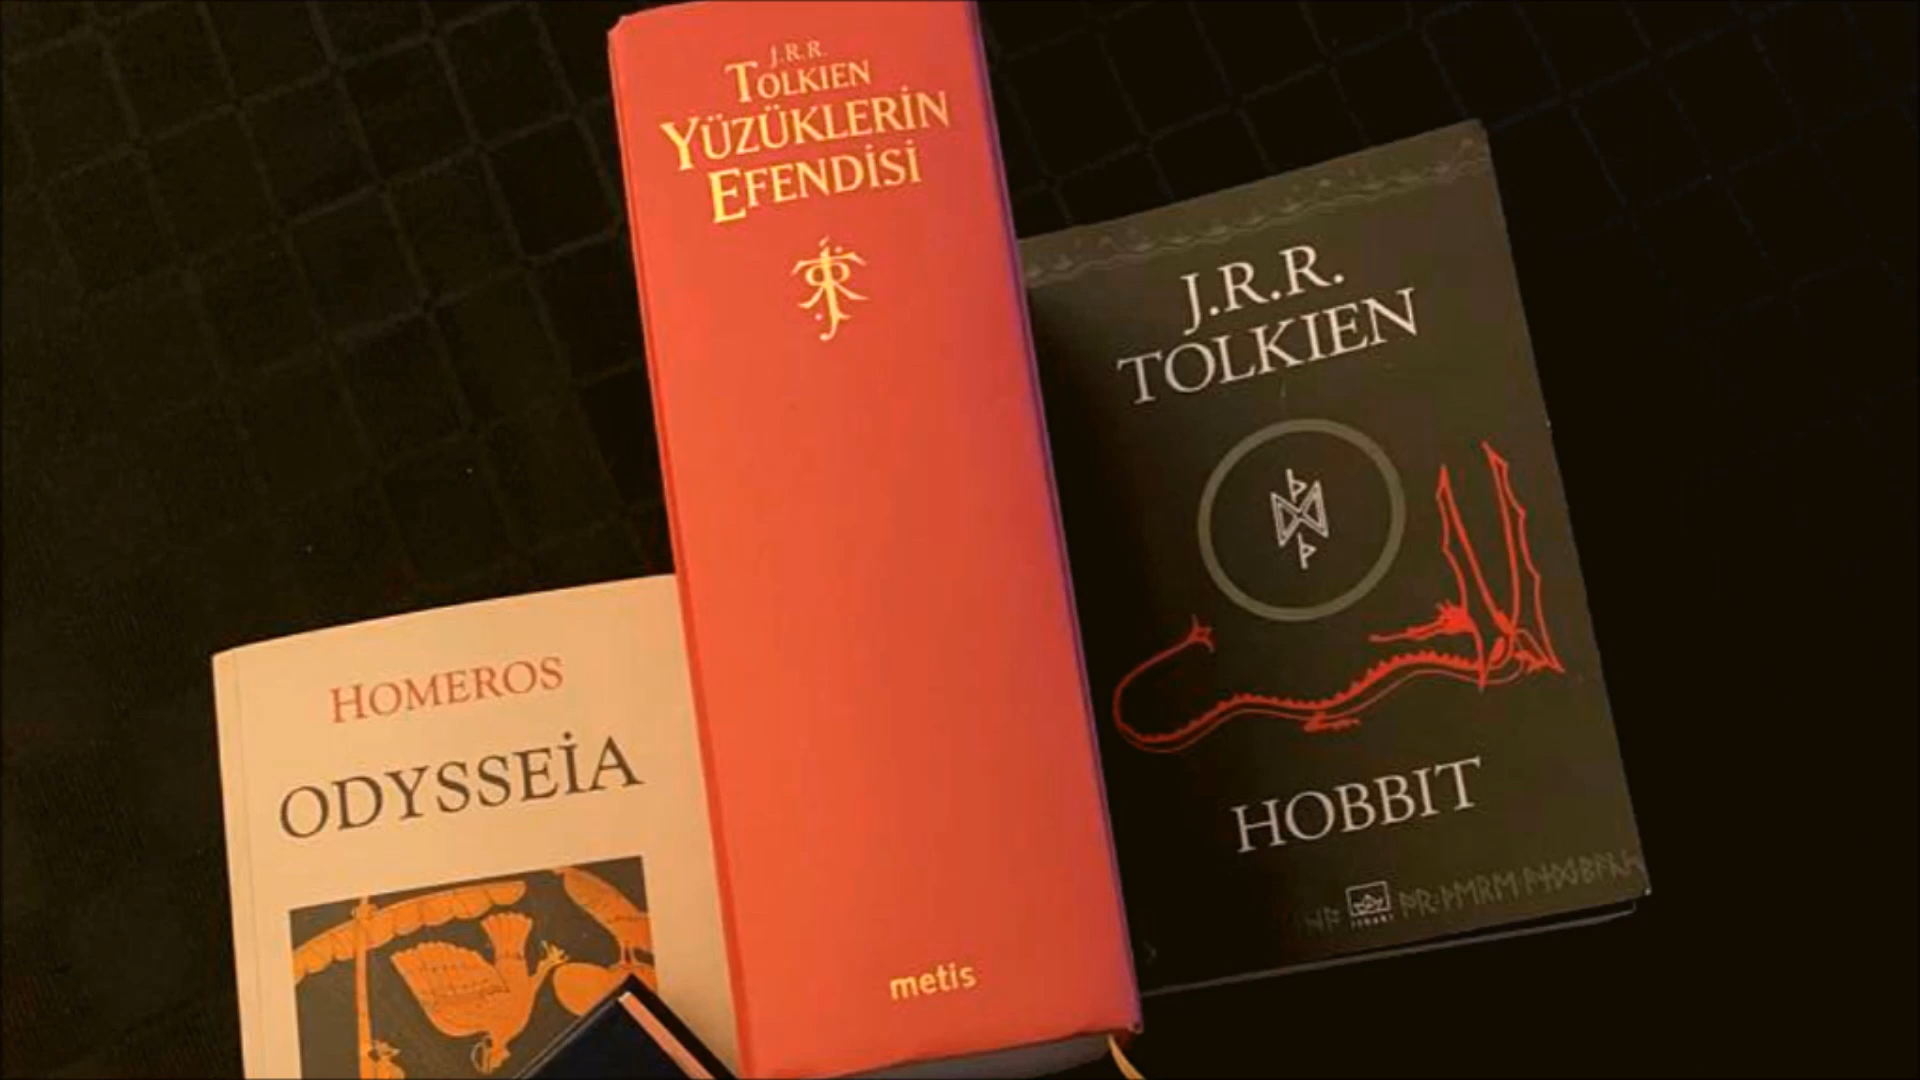 J.R.R.
TOLKIEN
YÜZÜKLERİN
EFENDİSİ
metis
J.R.R.
TOLKIEN
HOBBIT
HOMEROS
ODYSSEİA